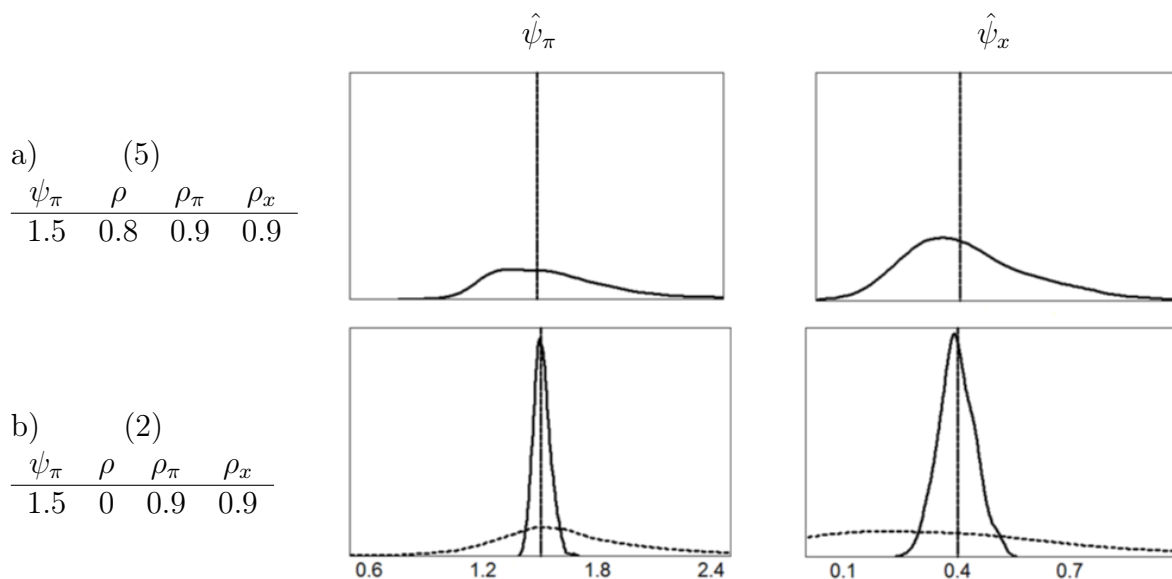 ψ̂_π ψ̂_x
a) (5)
ψ_π ρ ρ_π ρ_x
1.5 0.8 0.9 0.9
b) (2)
ψ_π ρ ρ_π ρ_x
1.5 0 0.9 0.9
0.6 1.2 1.8 2.4 0.1 0.4 0.7